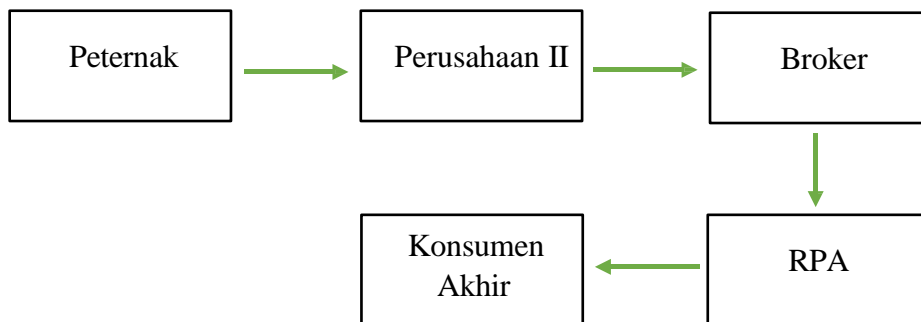 Peternak
Perusahaan II
Broker
RPA
Konsumen
Akhir